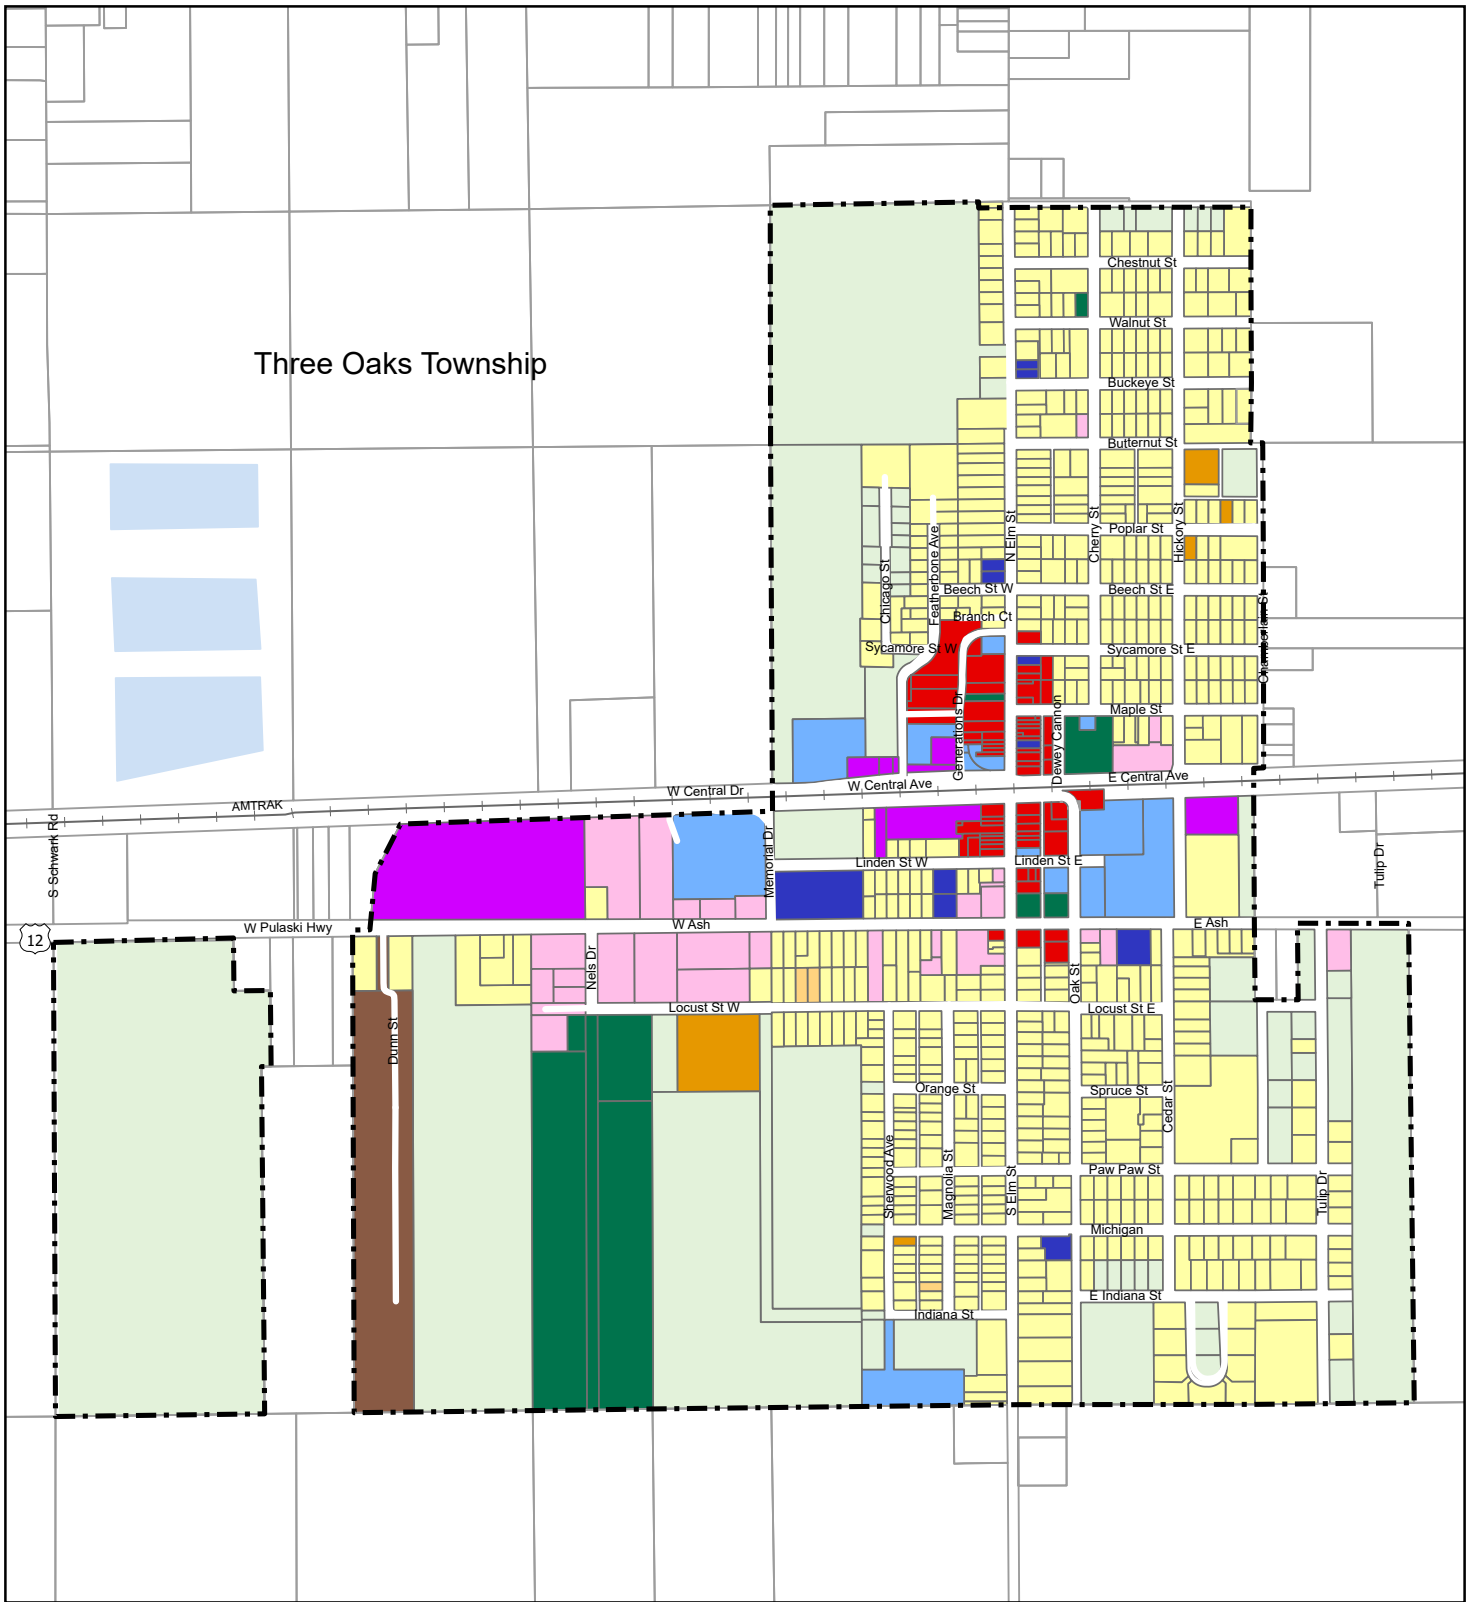 Chestnut St
Walnut St
Three Oaks Township
Buckeye St
Butternut St
N Elm St
Cherry St
Hickory St
Poplar St
Featherbone Ave
Chicago St
Beech St W
Beech St E
Branch Ct
Chamberlain St
Sycamore St W
Sycamore St E
Generations Dr
Dewey Cannon
Maple St
E Central Ave
W Central Ave
W Central Dr
AMTRAK
S Schwark Rd
Memorial Dr
Linden St W
Linden St E
Tulip Dr
W Pulaski Hwy
W Ash
E Ash
12
Nels Dr
Oak St
Locust St W
Locust St E
Dunn St
Orange St
Spruce St
Cedar St
Sherwood Ave
Magnolia St
S Elm St
Paw Paw St
Tulip Dr
Michigan
E Indiana St
Indiana St